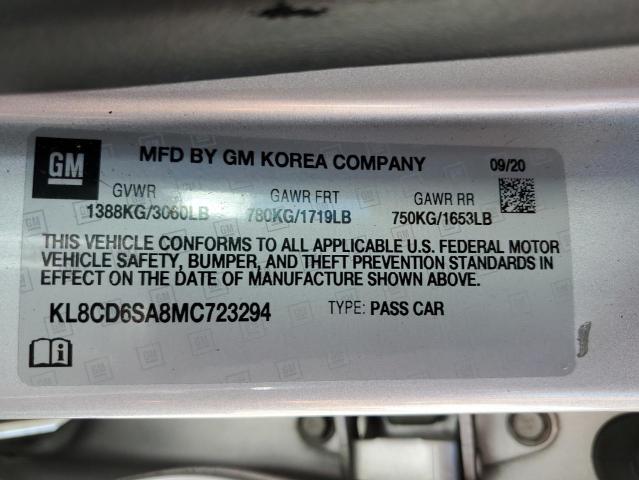 GM
MFD BY GM KOREA COMPANY 09/20
GVWR GAWR FRT GAWR RR
1388KG/3060LB 780KG/1719LB 750KG/1653LB
THIS VEHICLE CONFORMS TO ALL APPLICABLE U.S. FEDERAL MOTOR
VEHICLE SAFETY, BUMPER, AND THEFT PREVENTION STANDARDS IN
EFFECT ON THE DATE OF MANUFACTURE SHOWN ABOVE.
KL8CD6SA8MC723294 TYPE: PASS CAR